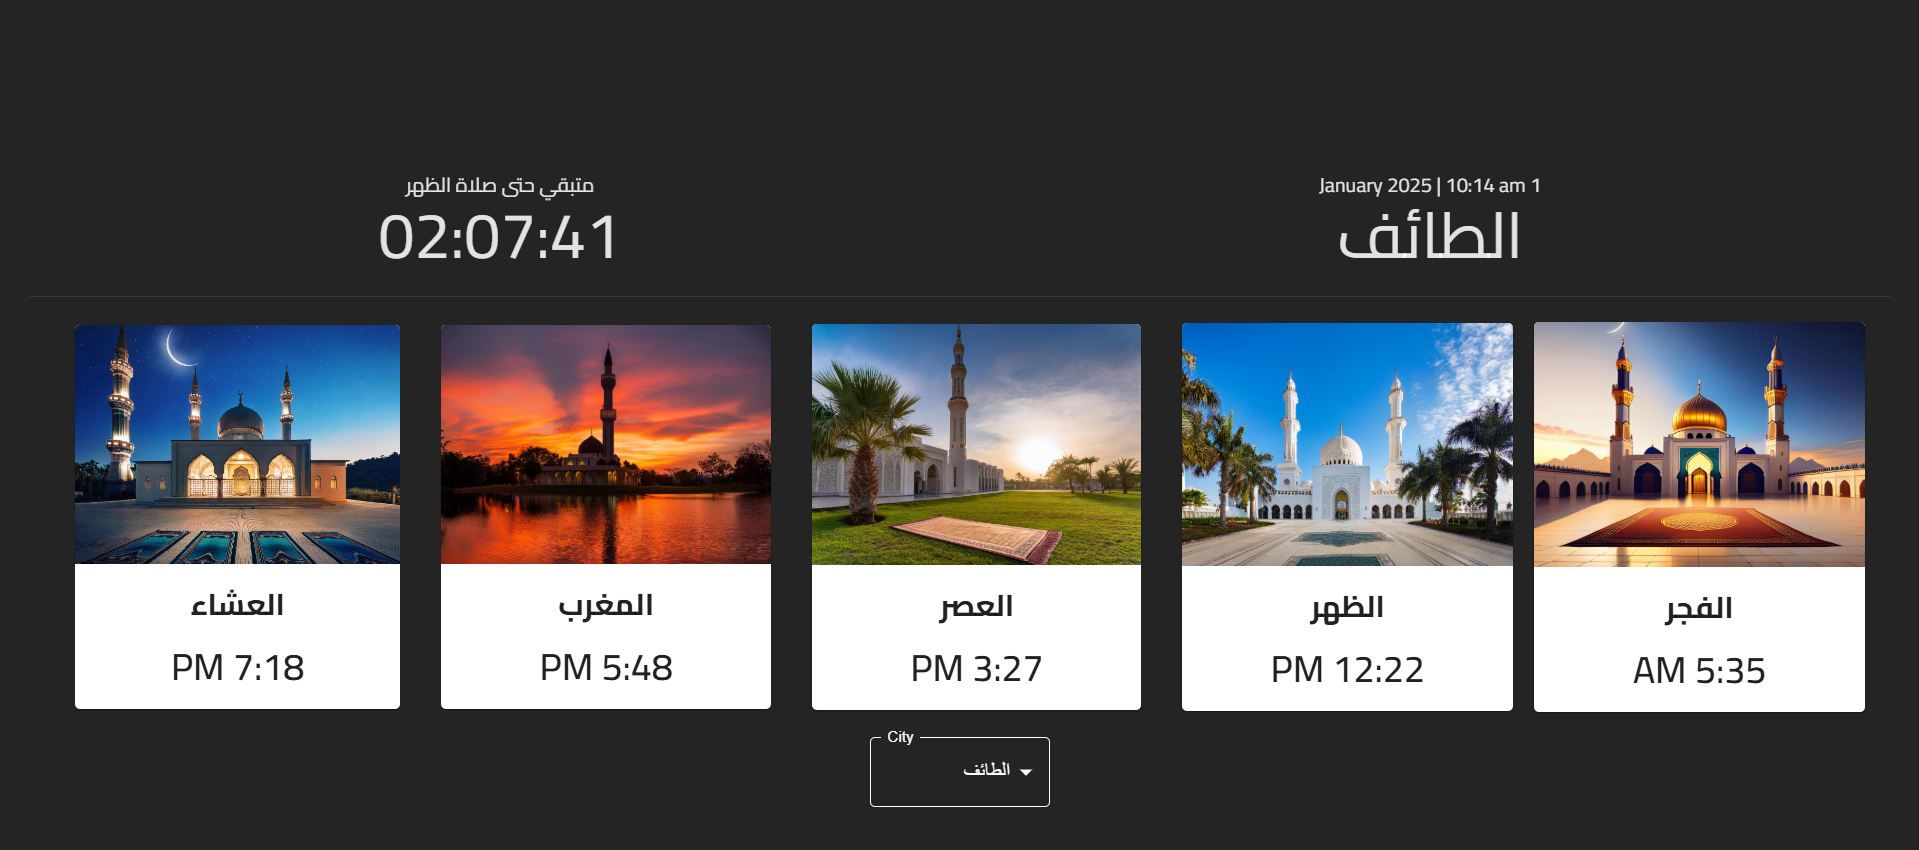 1 January 2025 | 10:14 am
الطائف
متبقي حتى صلاة الظهر
02:07:41
الفجر
5:35 AM
الظهر
12:22 PM
العصر
3:27 PM
المغرب
5:48 PM
العشاء
7:18 PM
City
الطائف